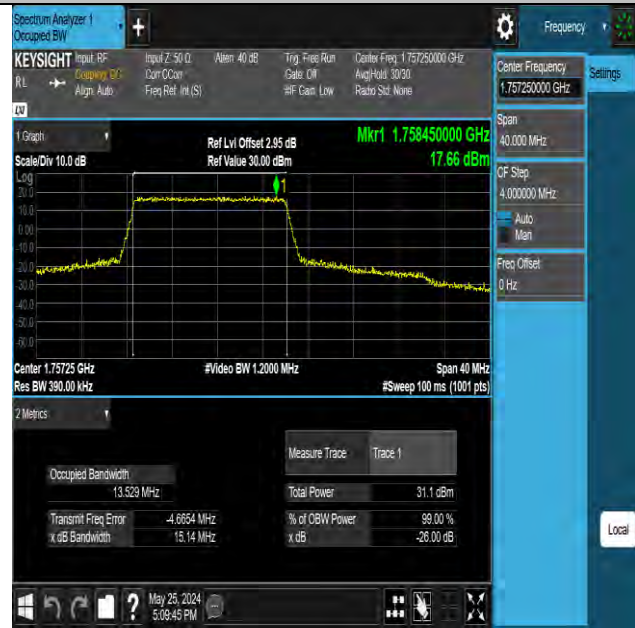 Spectrum Analyzer 1
Occupied BW
+
Frequency
KEYSIGHT
RL
Input: RF
Coupling: DC
Align: Auto
Input Z: 50 Ω
Corr CCorr
Freq Ref: Int (S)
Atten: 40 dB
Trig: Free Run
Gate: Off
#IF Gain: Low
Center Freq: 1.757250000 GHz
Avg|Hold: 30/30
Radio Std: None
LXI
1 Graph
Scale/Div 10.0 dB
Ref Lvl Offset 2.95 dB
Ref Value 30.00 dBm
Mkr1 1.758450000 GHz
17.66 dBm
Log
20.0
10.0
0.00
-10.0
-20.0
-30.0
-40.0
-50.0
-60.0
1
Center 1.75725 GHz
Res BW 390.00 kHz
#Video BW 1.2000 MHz
Span 40 MHz
#Sweep 100 ms (1001 pts)
2 Metrics
Measure Trace Trace 1
Occupied Bandwidth
13.529 MHz
Total Power 31.1 dBm
Transmit Freq Error -4.6654 MHz
% of OBW Power 99.00 %
x dB Bandwidth 15.14 MHz
x dB -26.00 dB
Center Frequency
1.757250000 GHz
Settings
Span
40.000 MHz
CF Step
4.000000 MHz
Auto
Man
Freq Offset
0 Hz
Local
?
May 25, 2024
5:09:45 PM